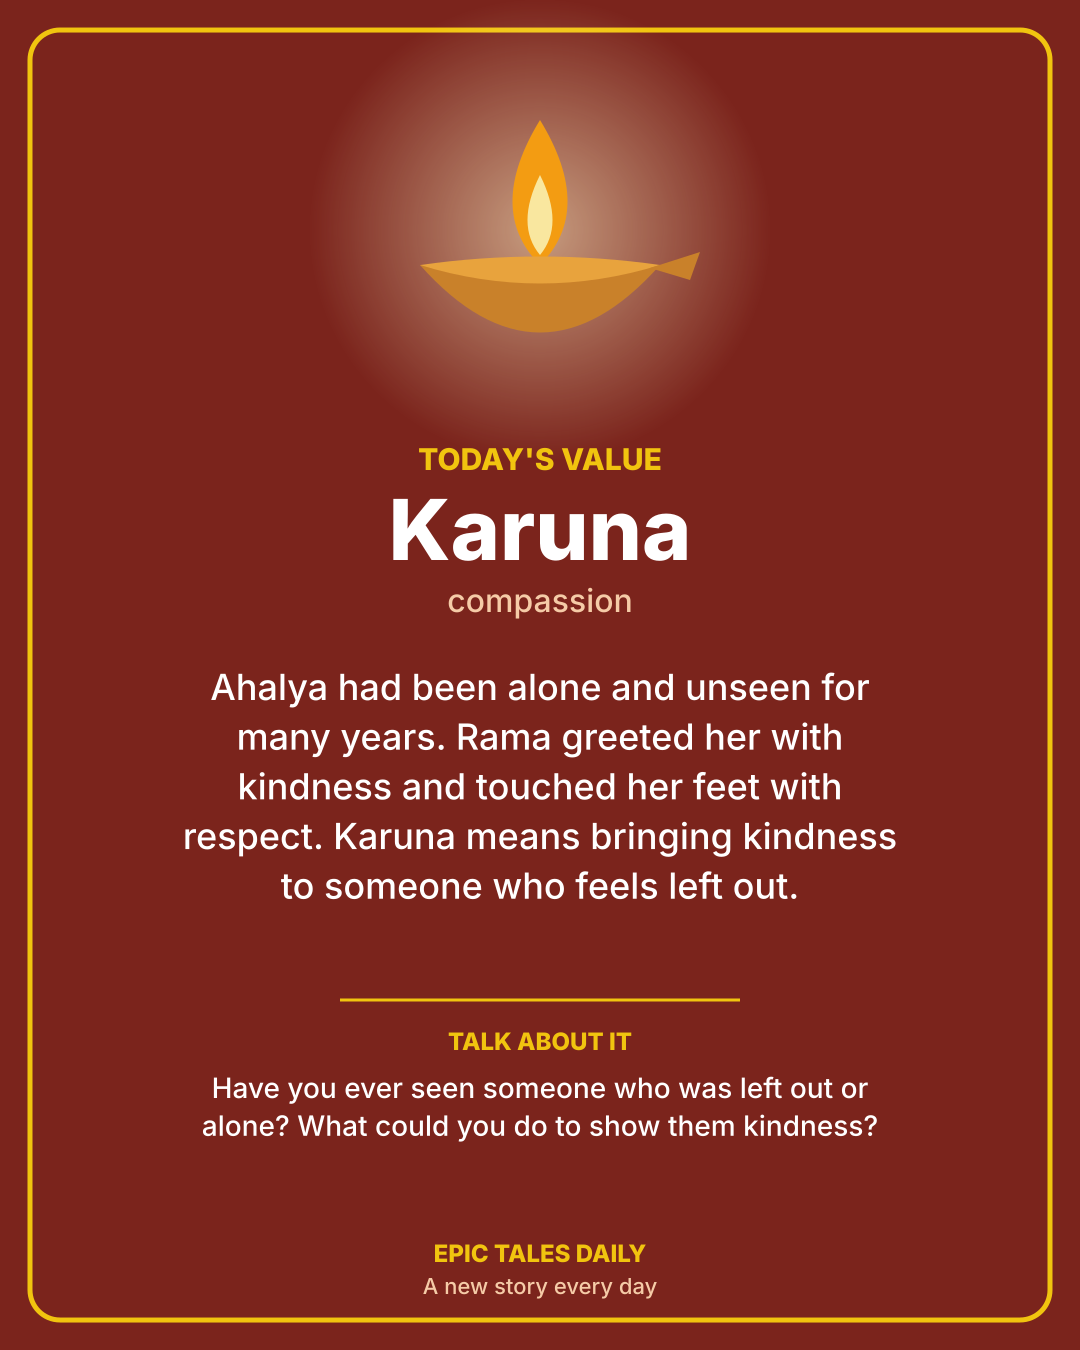 TODAY'S VALUE
Karuna
compassion
Ahalya had been alone and unseen for
many years. Rama greeted her with
kindness and touched her feet with
respect. Karuna means bringing kindness
to someone who feels left out.
TALK ABOUT IT
Have you ever seen someone who was left out or
alone? What could you do to show them kindness?
EPIC TALES DAILY
A new story every day